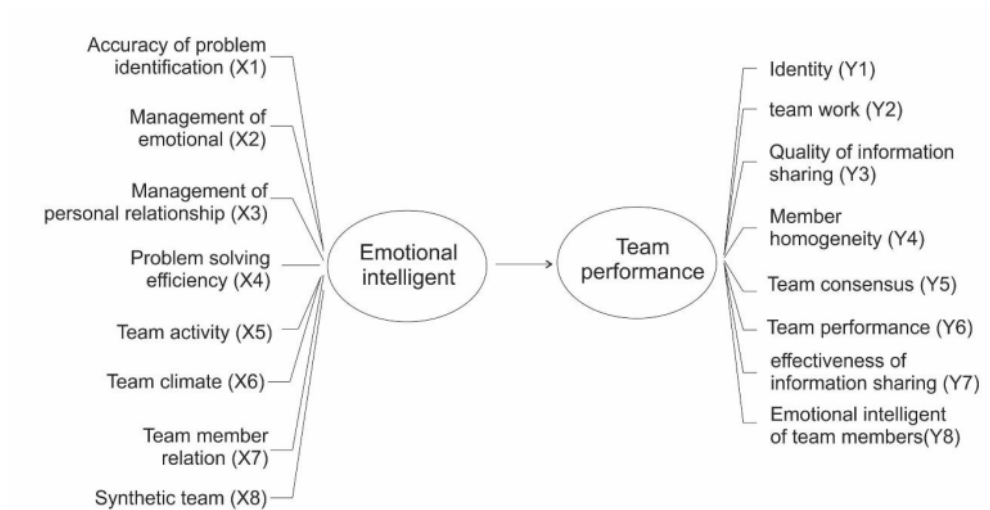 Accuracy of problem
identification (X1)
Management of
emotional (X2)
Management of
personal relationship (X3)
Problem solving
efficiency (X4)
Team activity (X5)
Team climate (X6)
Team member
relation (X7)
Synthetic team (X8)
Emotional
intelligent
Team
performance
Identity (Y1)
team work (Y2)
Quality of information
sharing (Y3)
Member
homogeneity (Y4)
Team consensus (Y5)
Team performance (Y6)
effectiveness of
information sharing (Y7)
Emotional intelligent
of team members(Y8)